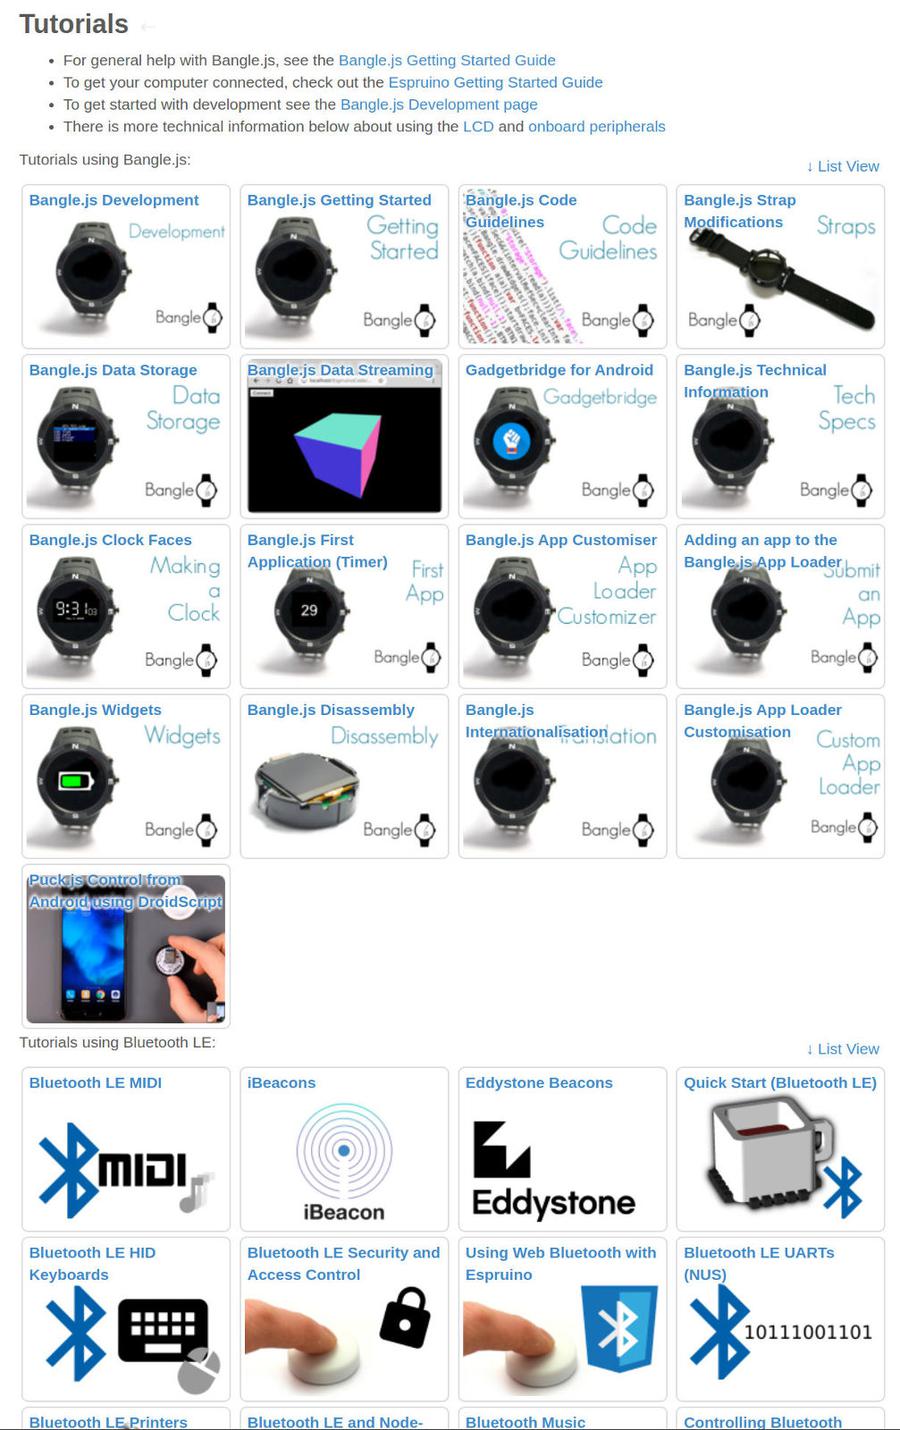 Tutorials ←
• For general help with Bangle.js, see the Bangle.js Getting Started Guide
• To get your computer connected, check out the Espruino Getting Started Guide
• To get started with development see the Bangle.js Development page
• There is more technical information below about using the LCD and onboard peripherals
Tutorials using Bangle.js:
↓ List View
Bangle.js Development
Development
Bangle
Bangle.js Getting Started
Getting
Started
Bangle
Bangle.js Code
Guidelines
Code
Guidelines
Bangle
Bangle.js Strap
Modifications
Straps
Bangle
Bangle.js Data Storage
Data
Storage
Bangle
Bangle.js Data Streaming
Connect
Gadgetbridge for Android
Gadgetbridge
Bangle
Bangle.js Technical
Information
Tech
Specs
Bangle
Bangle.js Clock Faces
Making
a
Clock
9:31 03
Bangle
Bangle.js First
Application (Timer)
First
App
29
Bangle
Bangle.js App Customiser
App
Loader
Customizer
Bangle
Adding an app to the
Bangle.js App Loader
Submit
an
App
Bangle
Bangle.js Widgets
Widgets
Bangle
Bangle.js Disassembly
Disassembly
Bangle
Bangle.js
Internationalisation
Translation
Bangle
Bangle.js App Loader
Customisation
Custom
App
Loader
Bangle
Puck.js Control from
Android using DroidScript
Tutorials using Bluetooth LE:
↓ List View
Bluetooth LE MIDI
MIDI
iBeacons
iBeacon
Eddystone Beacons
Eddystone
Quick Start (Bluetooth LE)
Bluetooth LE HID
Keyboards
Bluetooth LE Security and
Access Control
Using Web Bluetooth with
Espruino
Bluetooth LE UARTs
(NUS)
10111001101
Bluetooth LE Printers
Bluetooth LE and Node-
Bluetooth Music
Controlling Bluetooth